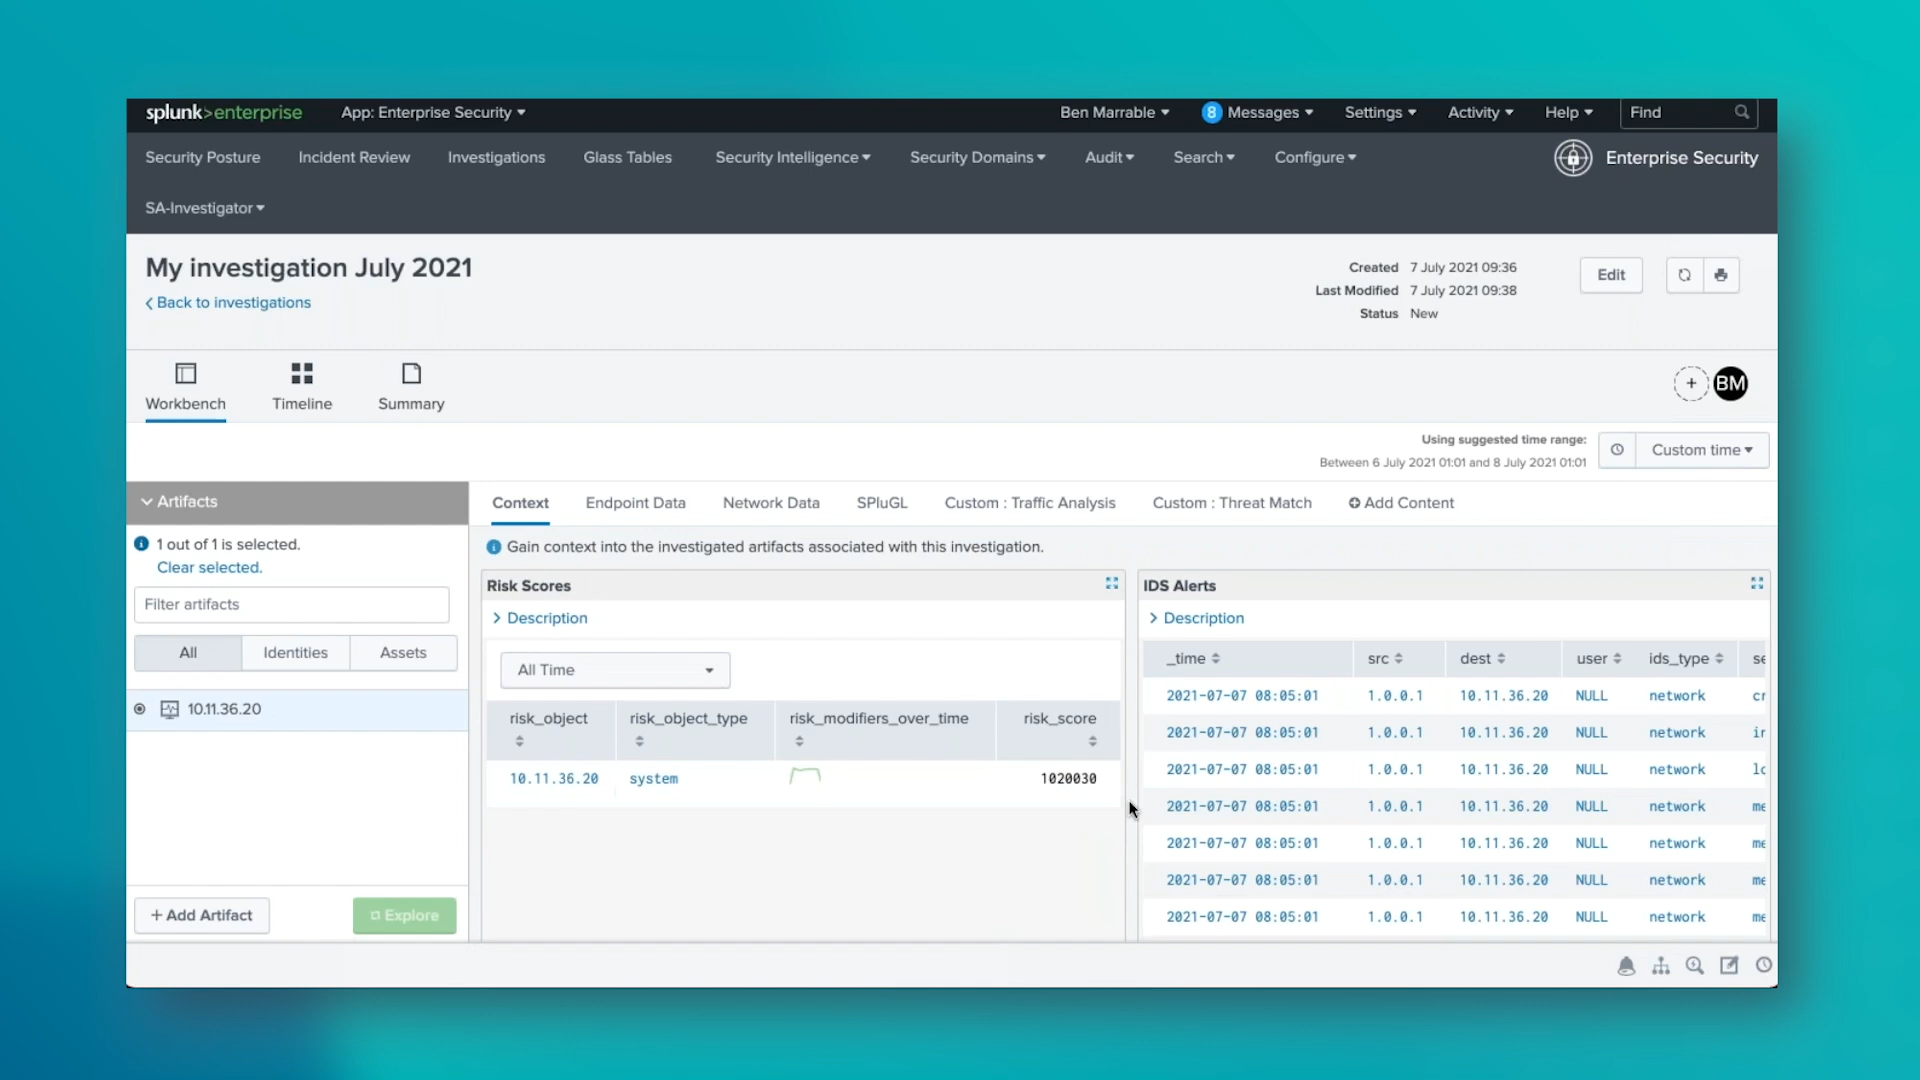 splunk>enterprise App: Enterprise Security Ben Marrable 8 Messages Settings Activity Help Find
Security Posture Incident Review Investigations Glass Tables Security Intelligence Security Domains Audit Search Configure Enterprise Security
SA-Investigator
My investigation July 2021
Back to investigations
Created 7 July 2021 09:36
Last Modified 7 July 2021 09:38
Status New
Edit
Workbench Timeline Summary
+ BM
Using suggested time range:
Between 6 July 2021 01:01 and 8 July 2021 01:01
Custom time
Artifacts
1 out of 1 is selected.
Clear selected.
Filter artifacts
All Identities Assets
10.11.36.20
+ Add Artifact Explore
Context Endpoint Data Network Data SPluGL Custom : Traffic Analysis Custom : Threat Match Add Content
Gain context into the investigated artifacts associated with this investigation.
Risk Scores
Description
All Time
risk_object risk_object_type risk_modifiers_over_time risk_score
10.11.36.20 system 1020030
IDS Alerts
Description
_time src dest user ids_type se
2021-07-07 08:05:01 1.0.0.1 10.11.36.20 NULL network cr
2021-07-07 08:05:01 1.0.0.1 10.11.36.20 NULL network ir
2021-07-07 08:05:01 1.0.0.1 10.11.36.20 NULL network lo
2021-07-07 08:05:01 1.0.0.1 10.11.36.20 NULL network me
2021-07-07 08:05:01 1.0.0.1 10.11.36.20 NULL network me
2021-07-07 08:05:01 1.0.0.1 10.11.36.20 NULL network me
2021-07-07 08:05:01 1.0.0.1 10.11.36.20 NULL network me